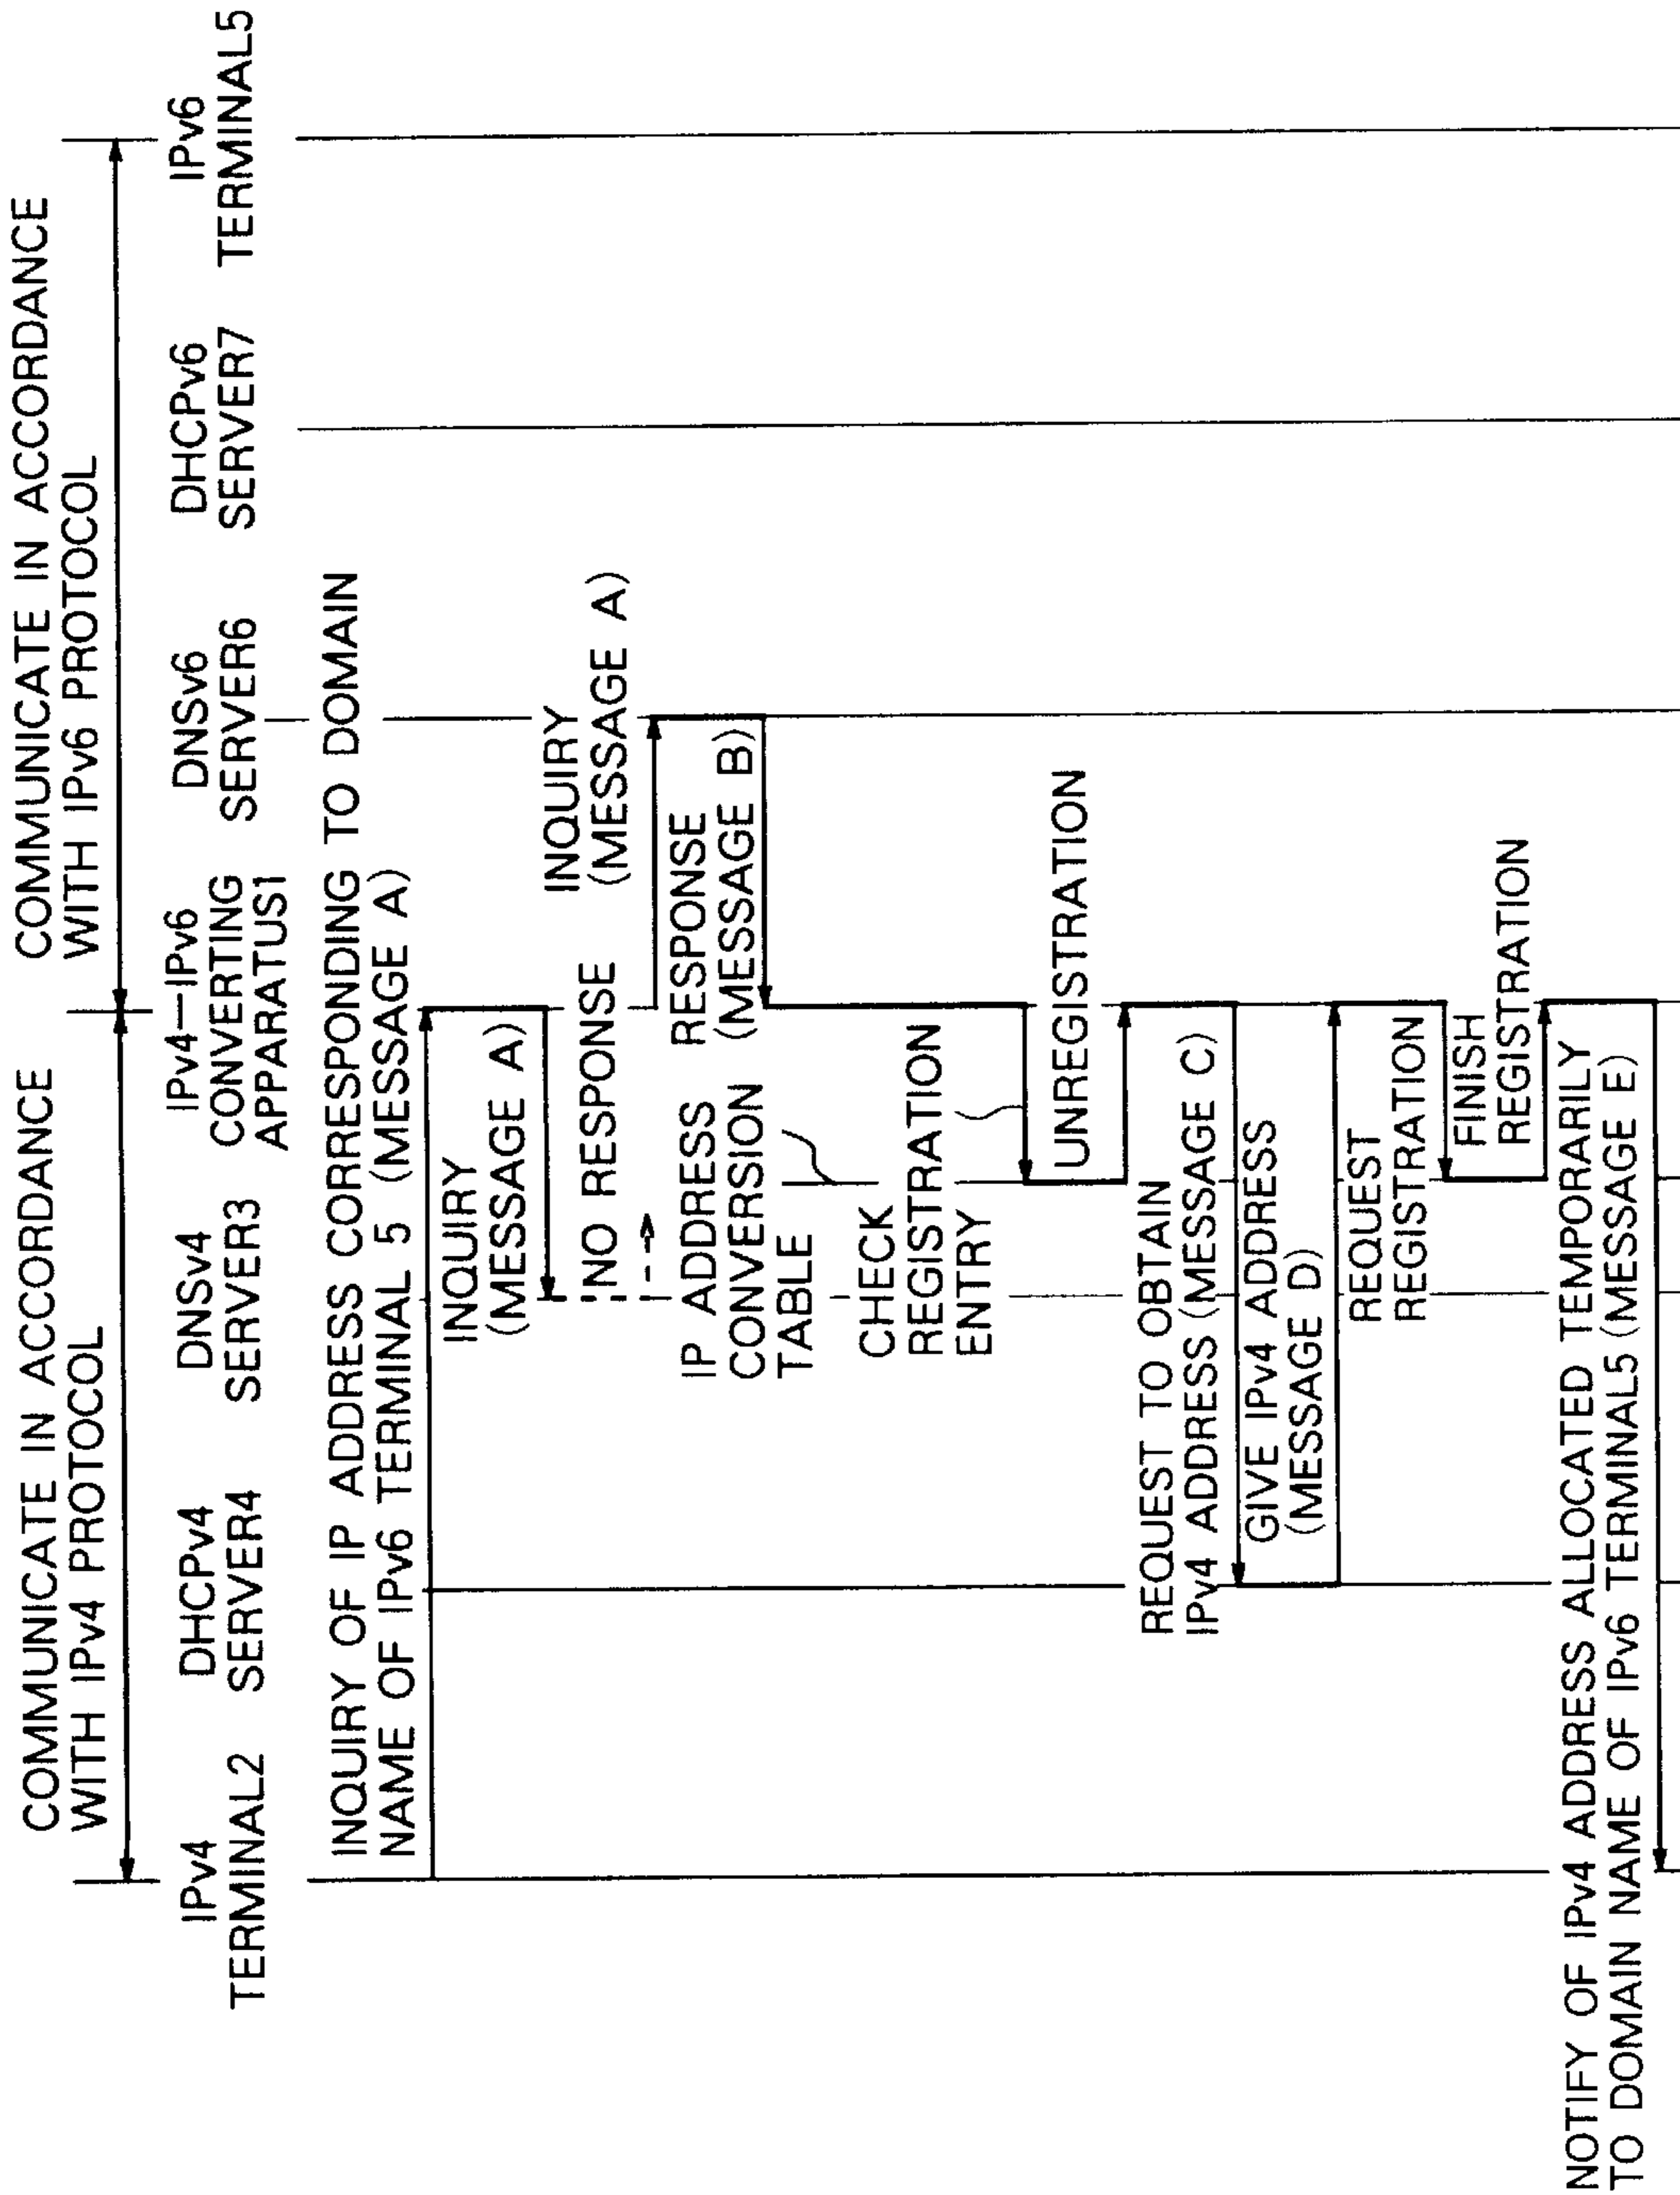 COMMUNICATE IN ACCORDANCE
WITH IPv4 PROTOCOL
COMMUNICATE IN ACCORDANCE
WITH IPv6 PROTOCOL
IPv4
TERMINAL2
DHCPv4
SERVER4
DNSv4
SERVER3
IPv4-IPv6
CONVERTING
APPARATUS1
DNSv6
SERVER6
DHCPv6
SERVER7
IPv6
TERMINAL5
INQUIRY OF IP ADDRESS CORRESPONDING TO DOMAIN
NAME OF IPv6 TERMINAL 5 (MESSAGE A)
INQUIRY
(MESSAGE A)
NO RESPONSE
INQUIRY
(MESSAGE A)
RESPONSE
(MESSAGE B)
IP ADDRESS
CONVERSION
TABLE
CHECK
REGISTRATION
ENTRY
UNREGISTRATION
REQUEST TO OBTAIN
IPv4 ADDRESS (MESSAGE C)
GIVE IPv4 ADDRESS
(MESSAGE D)
REQUEST
REGISTRATION
FINISH
REGISTRATION
NOTIFY OF IPv4 ADDRESS ALLOCATED TEMPORARILY
TO DOMAIN NAME OF IPv6 TERMINAL5 (MESSAGE E)